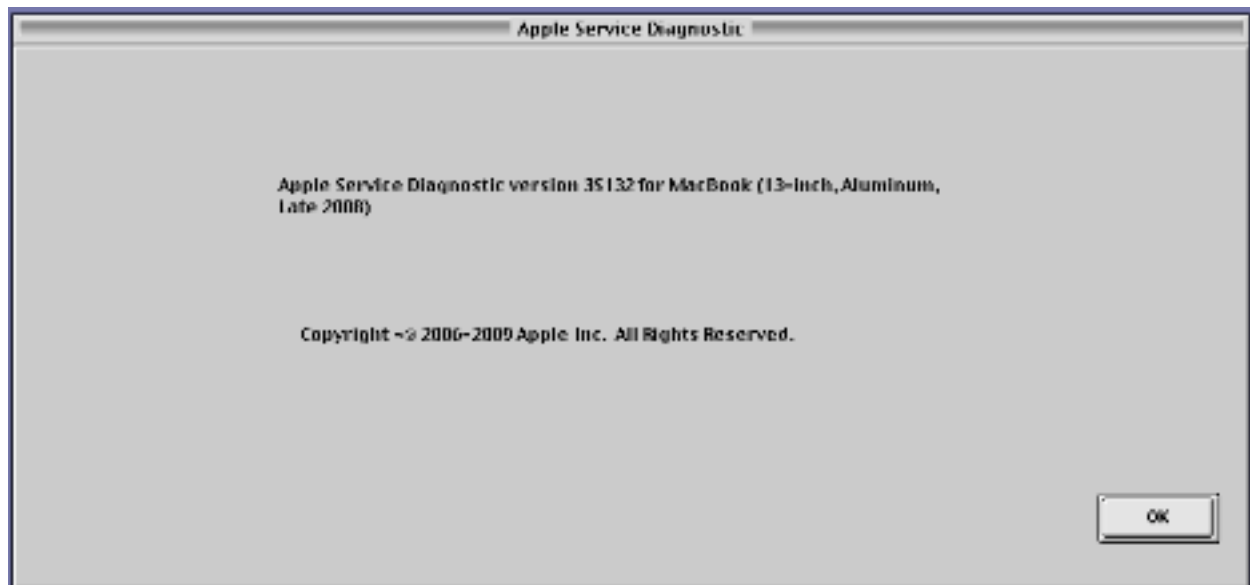 Apple Service Diagnostic
Apple Service Diagnostic version 3S132 for MacBook (13-inch, Aluminum,
Late 2008)
Copyright ¬© 2006-2009 Apple Inc. All Rights Reserved.
OK